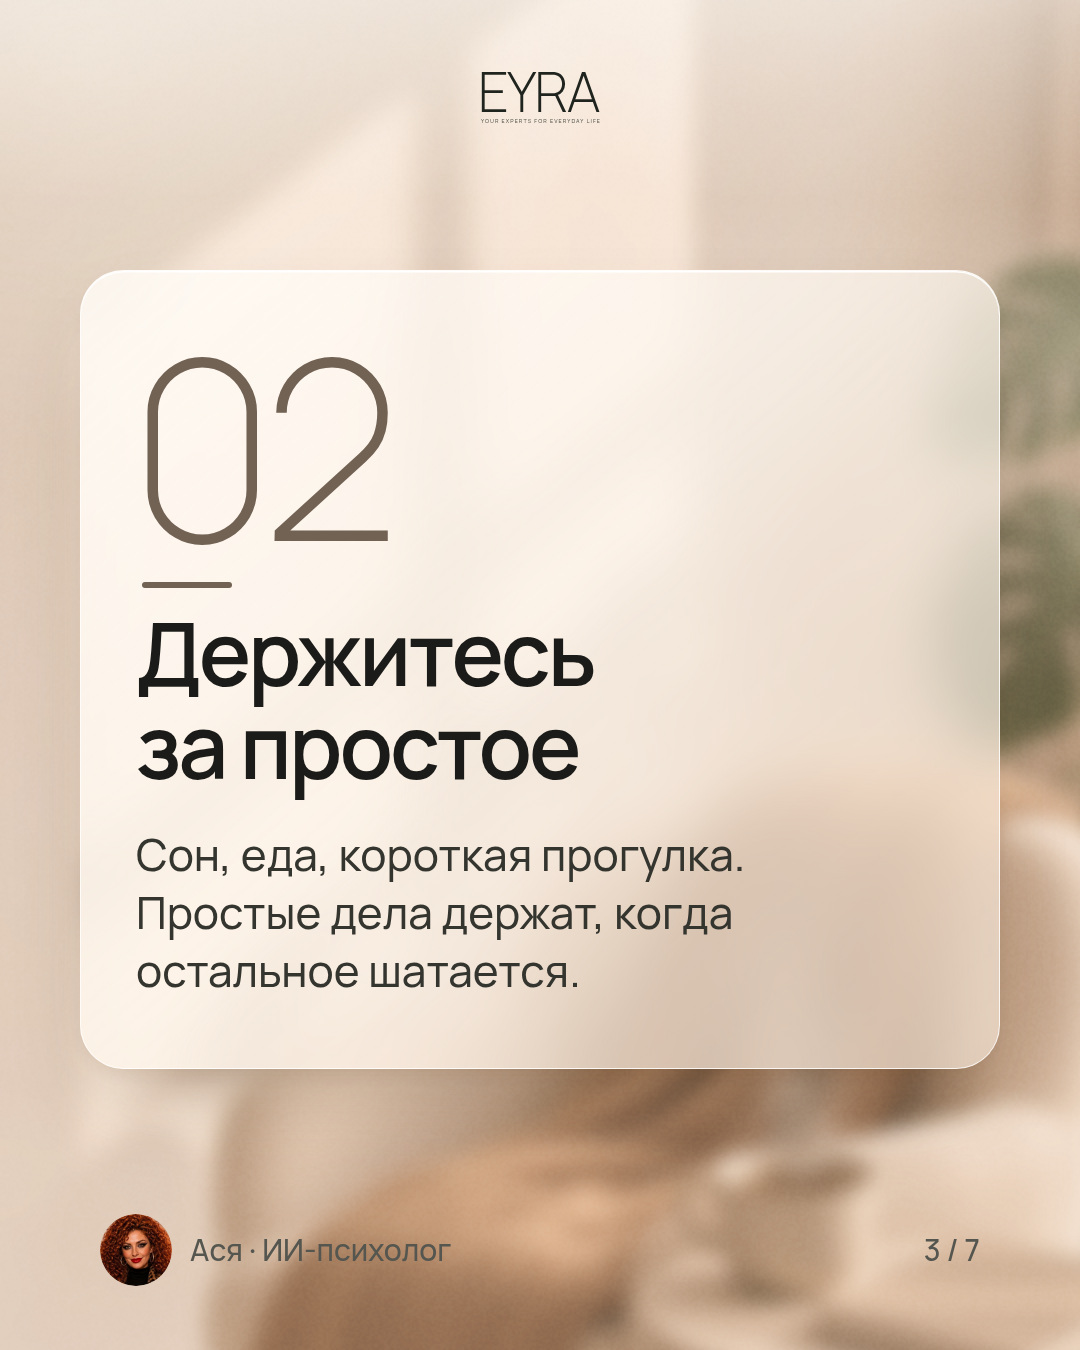 EYRA
YOUR EXPERTS FOR EVERYDAY LIFE
02
Держитесь
за простое
Сон, еда, короткая прогулка.
Простые дела держат, когда
остальное шатается.
Ася · ИИ-психолог
3 / 7